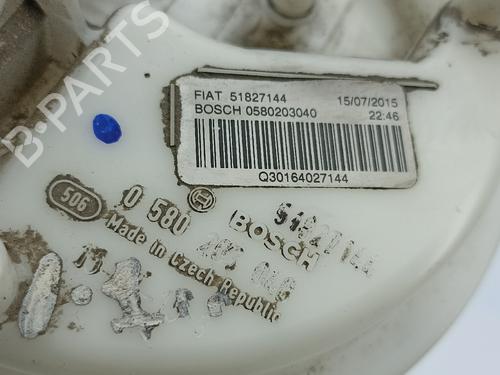 B-PARTS
FIAT 51827144 15/07/2015
BOSCH 0580203040 22:46
Q30164027144
506
0 580
BOSCH
Made in Czech Republic